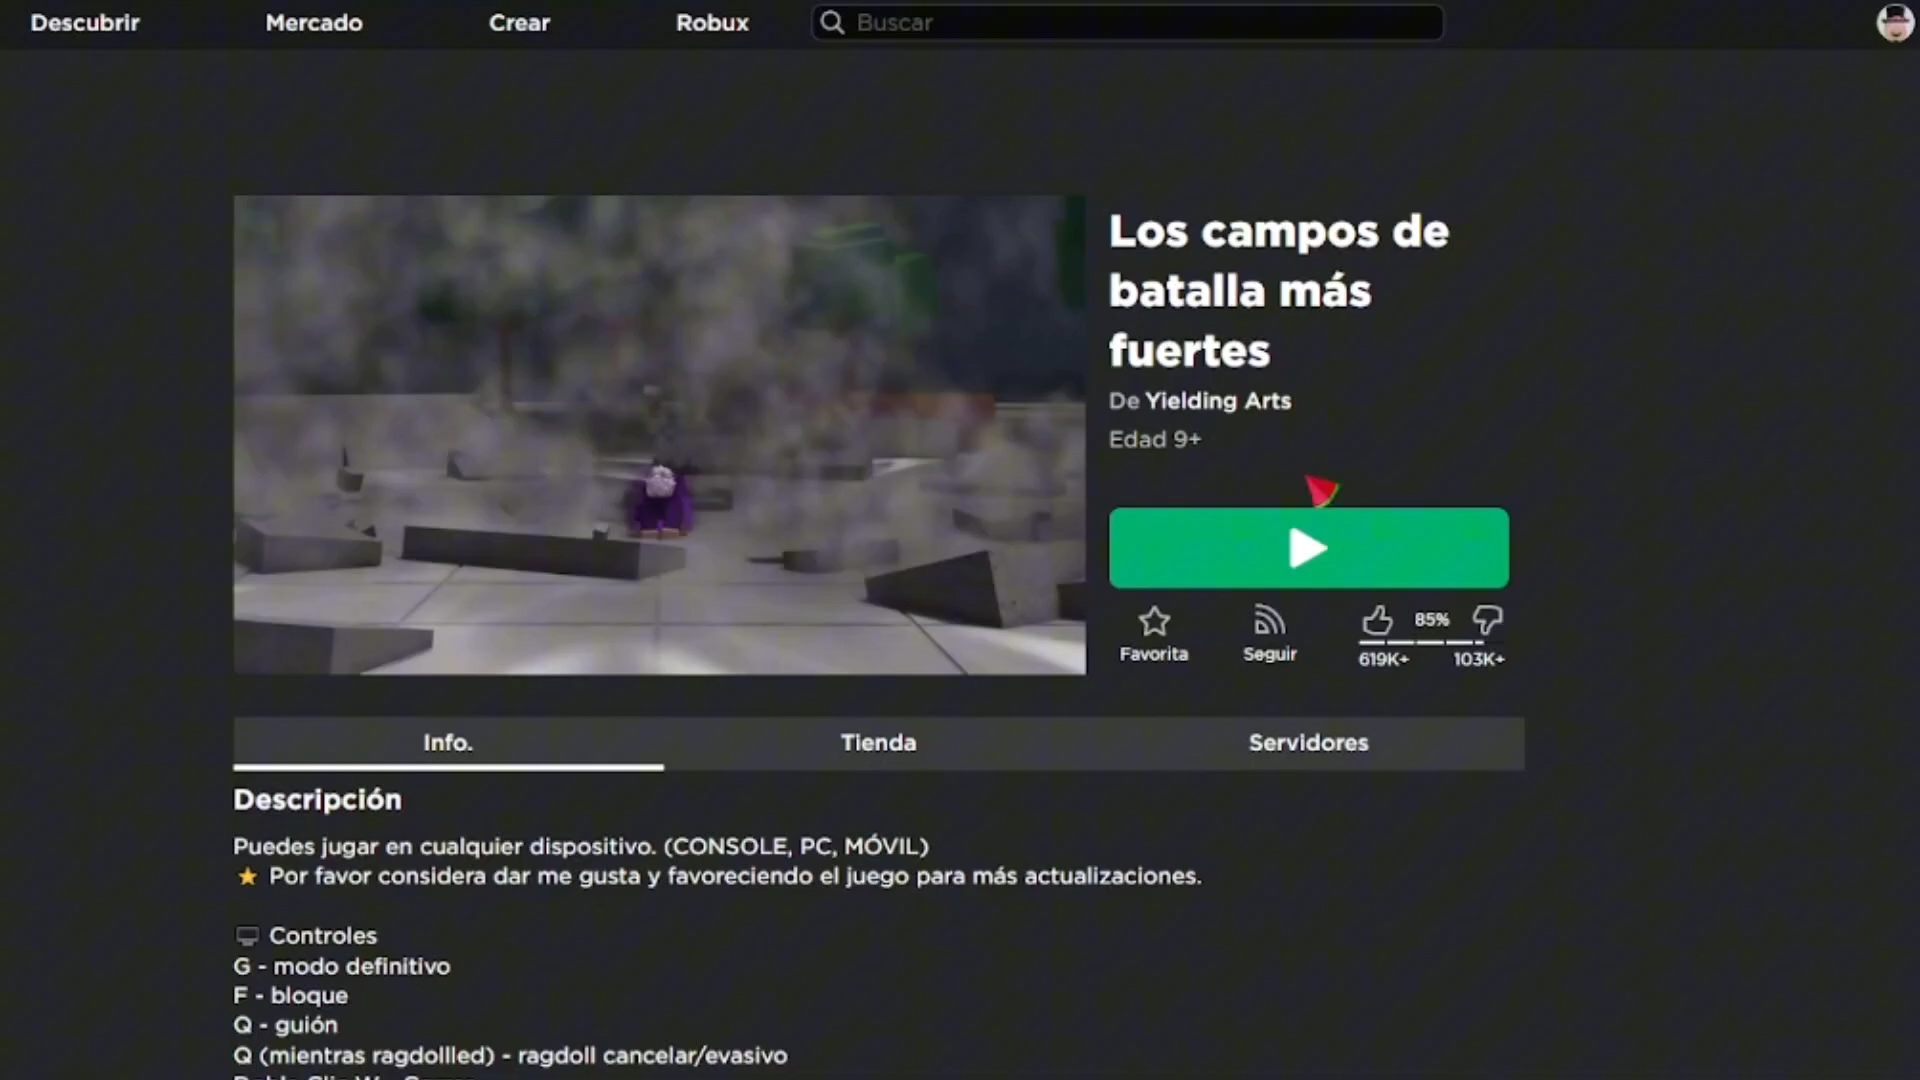 Descubrir
Mercado
Crear
Robux
Buscar
Los campos de
batalla más
fuertes
De Yielding Arts
Edad 9+
Favorita
Seguir
85%
619K+
103K+
Info.
Tienda
Servidores
Descripción
Puedes jugar en cualquier dispositivo. (CONSOLE, PC, MÓVIL)
⭐ Por favor considera dar me gusta y favoreciendo el juego para más actualizaciones.
Controles
G - modo definitivo
F - bloque
Q - guión
Q (mientras ragdollled) - ragdoll cancelar/evasivo